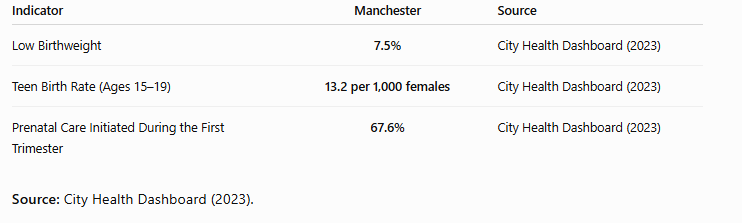 Indicator Manchester Source
Low Birthweight 7.5% City Health Dashboard (2023)
Teen Birth Rate (Ages 15–19) 13.2 per 1,000 females City Health Dashboard (2023)
Prenatal Care Initiated During the First 67.6% City Health Dashboard (2023)
Trimester
Source: City Health Dashboard (2023).